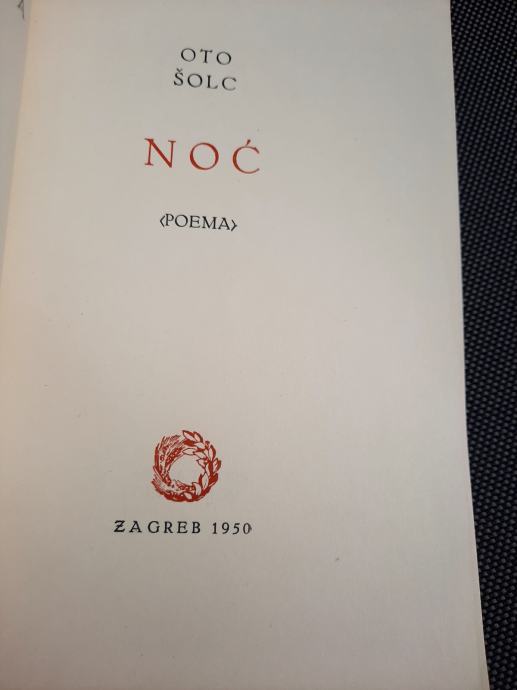 OTO
ŠOLC
NOĆ
‹POEMA›
ZAGREB 1950